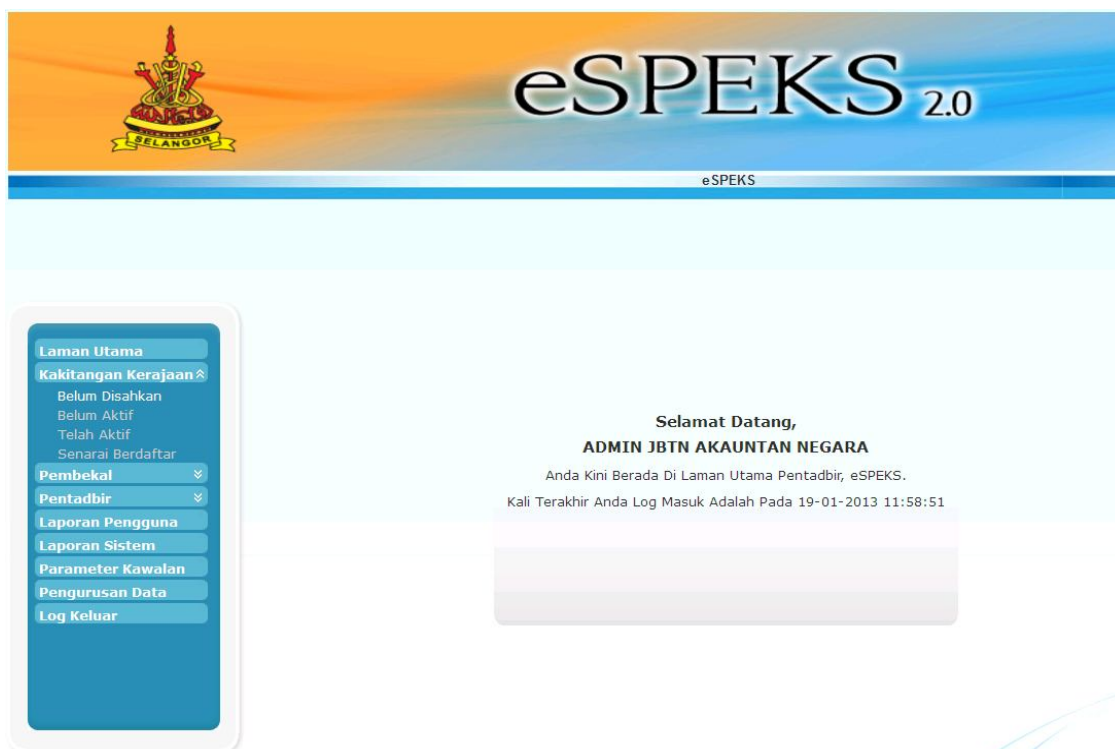 SELANGOR
eSPEKS 2.0
eSPEKS
Laman Utama
Kakitangan Kerajaan
Belum Disahkan
Belum Aktif
Telah Aktif
Senarai Berdaftar
Pembekal
Pentadbir
Laporan Pengguna
Laporan Sistem
Parameter Kawalan
Pengurusan Data
Log Keluar
Selamat Datang,
ADMIN JBTN AKAUNTAN NEGARA
Anda Kini Berada Di Laman Utama Pentadbir, eSPEKS.
Kali Terakhir Anda Log Masuk Adalah Pada 19-01-2013 11:58:51